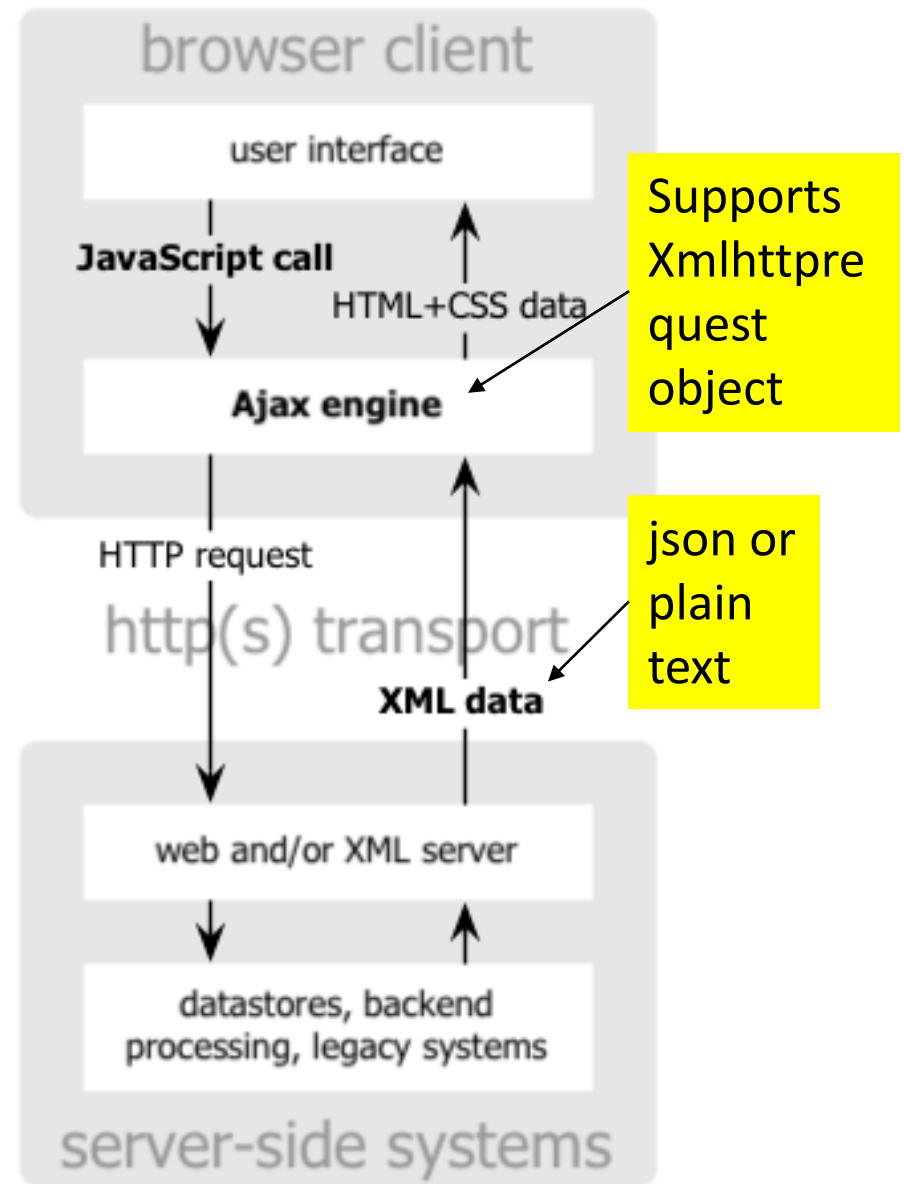 browser client
user interface
JavaScript call
HTML+CSS data
Ajax engine
Supports
Xmlhttpre
quest
object
HTTP request
http(s) transport
XML data
json or
plain
text
web and/or XML server
datastores, backend
processing, legacy systems
server-side systems